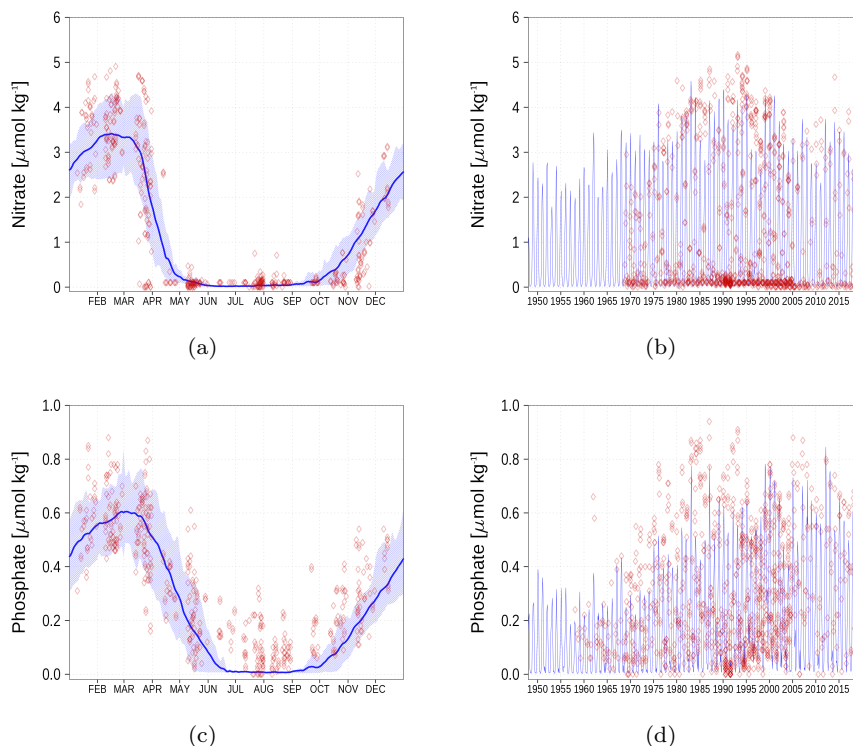 6
5
4
3
2
1
0
Nitrate [μmol kg⁻¹]
FEB MAR APR MAY JUN JUL AUG SEP OCT NOV DEC
(a)
6
5
4
3
2
1
0
Nitrate [μmol kg⁻¹]
1950 1955 1960 1965 1970 1975 1980 1985 1990 1995 2000 2005 2010 2015
(b)
1.0
0.8
0.6
0.4
0.2
0.0
Phosphate [μmol kg⁻¹]
FEB MAR APR MAY JUN JUL AUG SEP OCT NOV DEC
(c)
1.0
0.8
0.6
0.4
0.2
0.0
Phosphate [μmol kg⁻¹]
1950 1955 1960 1965 1970 1975 1980 1985 1990 1995 2000 2005 2010 2015
(d)